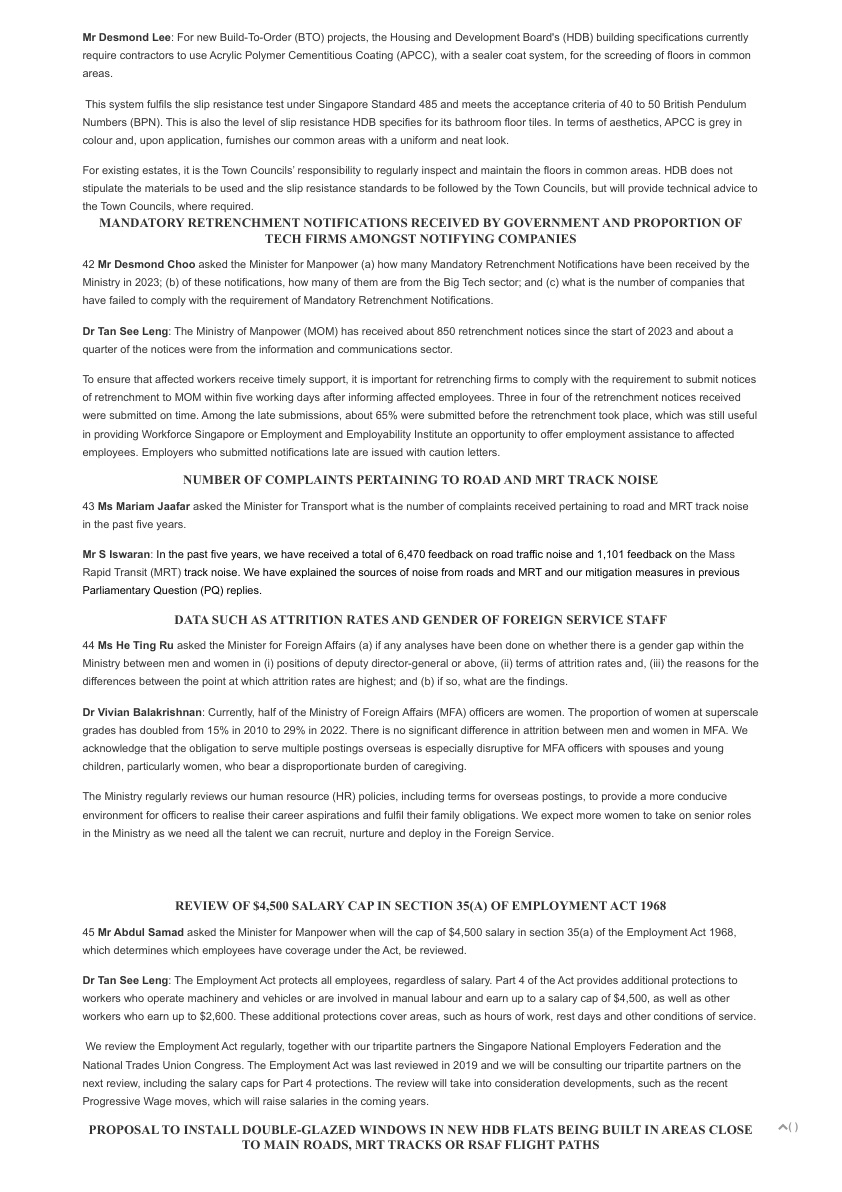 Mr Desmond Lee: For new Build-To-Order (BTO) projects, the Housing and Development Board's (HDB) building specifications currently
require contractors to use Acrylic Polymer Cementitious Coating (APCC), with a sealer coat system, for the screeding of floors in common
areas.
This system fulfils the slip resistance test under Singapore Standard 485 and meets the acceptance criteria of 40 to 50 British Pendulum
Numbers (BPN). This is also the level of slip resistance HDB specifies for its bathroom floor tiles. In terms of aesthetics, APCC is grey in
colour and, upon application, furnishes our common areas with a uniform and neat look.
For existing estates, it is the Town Councils' responsibility to regularly inspect and maintain the floors in common areas. HDB does not
stipulate the materials to be used and the slip resistance standards to be followed by the Town Councils, but will provide technical advice to
the Town Councils, where required.
MANDATORY RETRENCHMENT NOTIFICATIONS RECEIVED BY GOVERNMENT AND PROPORTION OF
TECH FIRMS AMONGST NOTIFYING COMPANIES
42 Mr Desmond Choo asked the Minister for Manpower (a) how many Mandatory Retrenchment Notifications have been received by the
Ministry in 2023; (b) of these notifications, how many of them are from the Big Tech sector; and (c) what is the number of companies that
have failed to comply with the requirement of Mandatory Retrenchment Notifications.
Dr Tan See Leng: The Ministry of Manpower (MOM) has received about 850 retrenchment notices since the start of 2023 and about a
quarter of the notices were from the information and communications sector.
To ensure that affected workers receive timely support, it is important for retrenching firms to comply with the requirement to submit notices
of retrenchment to MOM within five working days after informing affected employees. Three in four of the retrenchment notices received
were submitted on time. Among the late submissions, about 65% were submitted before the retrenchment took place, which was still useful
in providing Workforce Singapore or Employment and Employability Institute an opportunity to offer employment assistance to affected
employees. Employers who submitted notifications late are issued with caution letters.
NUMBER OF COMPLAINTS PERTAINING TO ROAD AND MRT TRACK NOISE
43 Ms Mariam Jaafar asked the Minister for Transport what is the number of complaints received pertaining to road and MRT track noise
in the past five years.
Mr S Iswaran: In the past five years, we have received a total of 6,470 feedback on road traffic noise and 1,101 feedback on the Mass
Rapid Transit (MRT) track noise. We have explained the sources of noise from roads and MRT and our mitigation measures in previous
Parliamentary Question (PQ) replies.
DATA SUCH AS ATTRITION RATES AND GENDER OF FOREIGN SERVICE STAFF
44 Ms He Ting Ru asked the Minister for Foreign Affairs (a) if any analyses have been done on whether there is a gender gap within the
Ministry between men and women in (i) positions of deputy director-general or above, (ii) terms of attrition rates and, (iii) the reasons for the
differences between the point at which attrition rates are highest; and (b) if so, what are the findings.
Dr Vivian Balakrishnan: Currently, half of the Ministry of Foreign Affairs (MFA) officers are women. The proportion of women at superscale
grades has doubled from 15% in 2010 to 29% in 2022. There is no significant difference in attrition between men and women in MFA. We
acknowledge that the obligation to serve multiple postings overseas is especially disruptive for MFA officers with spouses and young
children, particularly women, who bear a disproportionate burden of caregiving.
The Ministry regularly reviews our human resource (HR) policies, including terms for overseas postings, to provide a more conducive
environment for officers to realise their career aspirations and fulfil their family obligations. We expect more women to take on senior roles
in the Ministry as we need all the talent we can recruit, nurture and deploy in the Foreign Service.
REVIEW OF $4,500 SALARY CAP IN SECTION 35(A) OF EMPLOYMENT ACT 1968
45 Mr Abdul Samad asked the Minister for Manpower when will the cap of $4,500 salary in section 35(a) of the Employment Act 1968,
which determines which employees have coverage under the Act, be reviewed.
Dr Tan See Leng: The Employment Act protects all employees, regardless of salary. Part 4 of the Act provides additional protections to
workers who operate machinery and vehicles or are involved in manual labour and earn up to a salary cap of $4,500, as well as other
workers who earn up to $2,600. These additional protections cover areas, such as hours of work, rest days and other conditions of service.
We review the Employment Act regularly, together with our tripartite partners the Singapore National Employers Federation and the
National Trades Union Congress. The Employment Act was last reviewed in 2019 and we will be consulting our tripartite partners on the
next review, including the salary caps for Part 4 protections. The review will take into consideration developments, such as the recent
Progressive Wage moves, which will raise salaries in the coming years.
PROPOSAL TO INSTALL DOUBLE-GLAZED WINDOWS IN NEW HDB FLATS BEING BUILT IN AREAS CLOSE
TO MAIN ROADS, MRT TRACKS OR RSAF FLIGHT PATHS
( )